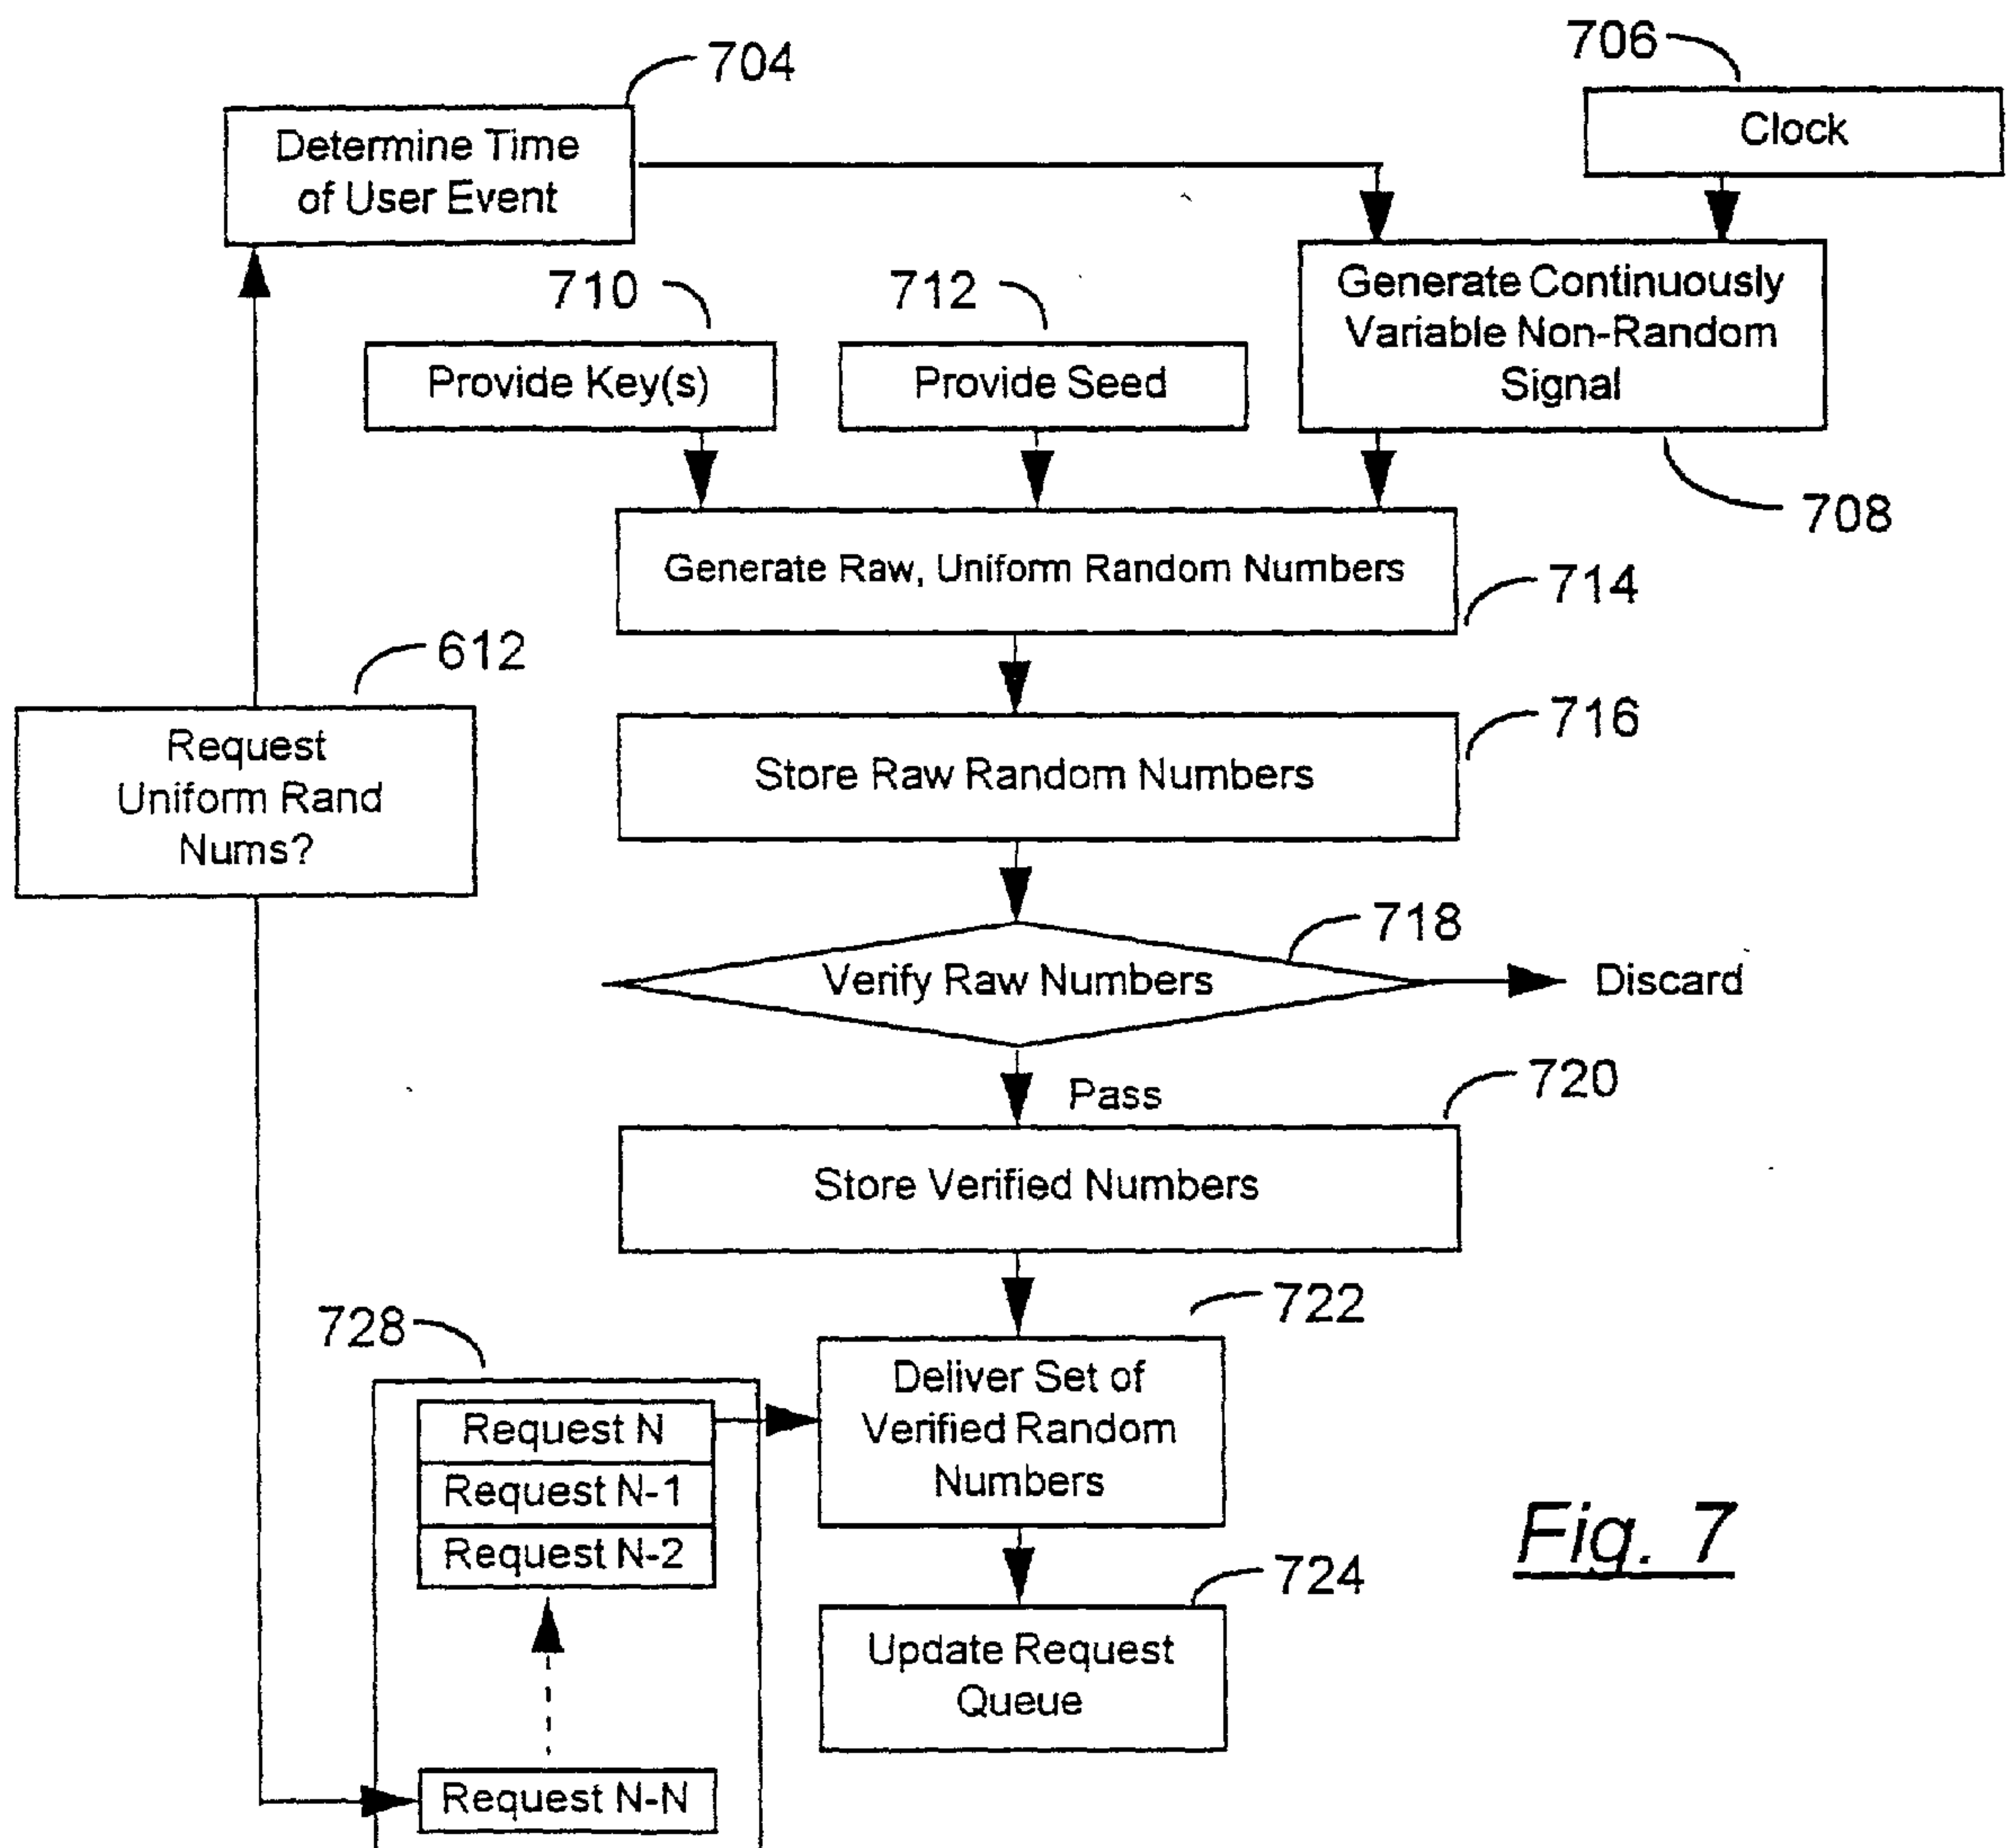 706
704
Clock
Determine Time
of User Event
710
712
Generate Continuously
Variable Non-Random
Signal
Provide Key(s)
Provide Seed
708
Generate Raw, Uniform Random Numbers
714
612
716
Request
Uniform Rand
Nums?
Store Raw Random Numbers
718
Verify Raw Numbers
Discard
Pass
720
Store Verified Numbers
722
728
Deliver Set of
Verified Random
Numbers
Request N
Request N-1
Request N-2
Fig. 7
724
Update Request
Queue
Request N-N